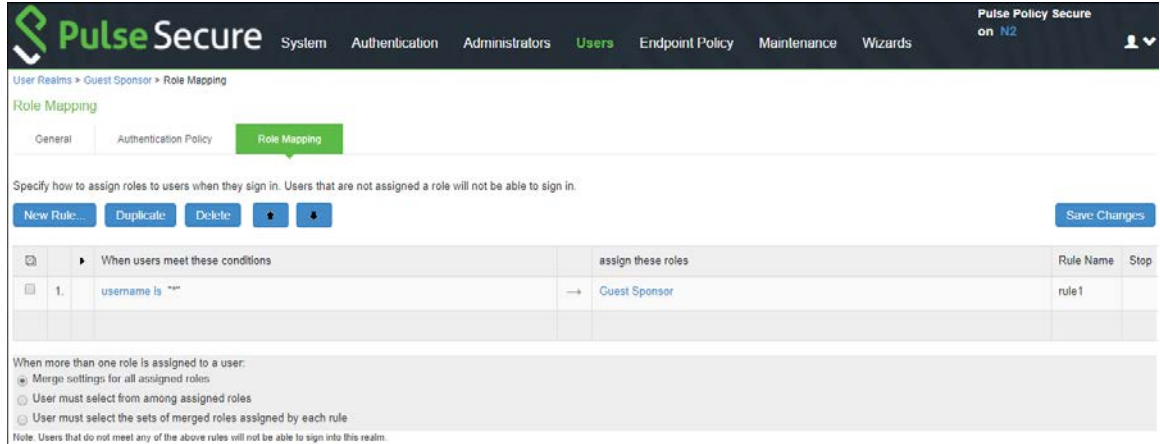 Pulse Secure
System Authentication Administrators Users Endpoint Policy Maintenance Wizards
Pulse Policy Secure
on N2
User Realms > Guest Sponsor > Role Mapping
Role Mapping
General Authentication Policy Role Mapping
Specify how to assign roles to users when they sign in. Users that are not assigned a role will not be able to sign in.
New Rule... Duplicate Delete Save Changes
When users meet these conditions assign these roles Rule Name Stop
1. username is "*" → Guest Sponsor rule1
When more than one role is assigned to a user:
Merge settings for all assigned roles
User must select from among assigned roles
User must select the sets of merged roles assigned by each rule
Note: Users that do not meet any of the above rules will not be able to sign into this realm.